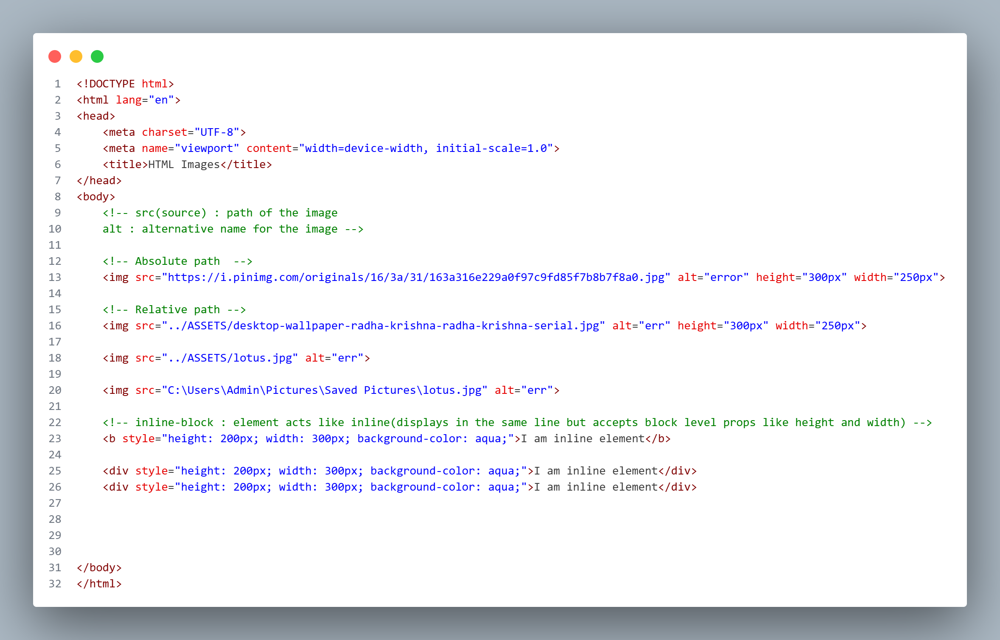 1 <!DOCTYPE html>
2 <html lang="en">
3 <head>
4     <meta charset="UTF-8">
5     <meta name="viewport" content="width=device-width, initial-scale=1.0">
6     <title>HTML Images</title>
7 </head>
8 <body>
9     <!-- src(source) : path of the image
10     alt : alternative name for the image -->
11
12     <!-- Absolute path  -->
13     <img src="https://i.pinimg.com/originals/16/3a/31/163a316e229a0f97c9fd85f7b8b7f8a0.jpg" alt="error" height="300px" width="250px">
14
15     <!-- Relative path -->
16     <img src="../ASSETS/desktop-wallpaper-radha-krishna-radha-krishna-serial.jpg" alt="err" height="300px" width="250px">
17
18     <img src="../ASSETS/lotus.jpg" alt="err">
19
20     <img src="C:\Users\Admin\Pictures\Saved Pictures\lotus.jpg" alt="err">
21
22     <!-- inline-block : element acts like inline(displays in the same line but accepts block level props like height and width) -->
23     <b style="height: 200px; width: 300px; background-color: aqua;">I am inline element</b>
24
25     <div style="height: 200px; width: 300px; background-color: aqua;">I am inline element</div>
26     <div style="height: 200px; width: 300px; background-color: aqua;">I am inline element</div>
27
28
29
30
31 </body>
32 </html>